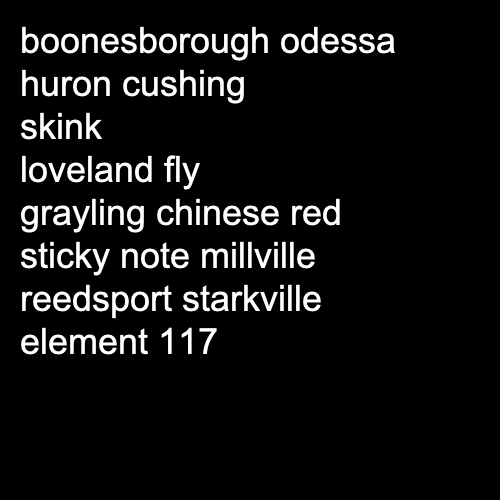 boonesborough odessa
huron cushing
skink
loveland fly
grayling chinese red
sticky note millville
reedsport starkville
element 117